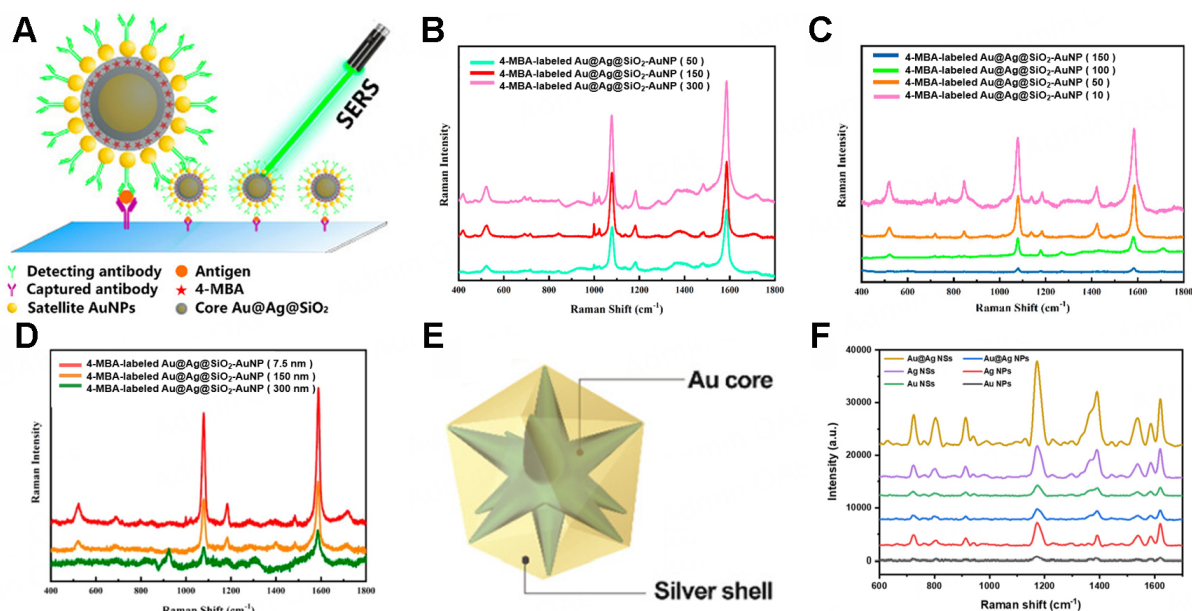 A
SERS
Detecting antibody
Antigen
Captured antibody
4-MBA
Satellite AuNPs
Core Au@Ag@SiO₂
B
4-MBA-labeled Au@Ag@SiO₂-AuNP ( 50 )
4-MBA-labeled Au@Ag@SiO₂-AuNP ( 150 )
4-MBA-labeled Au@Ag@SiO₂-AuNP ( 300 )
Raman Intensity
400 600 800 1000 1200 1400 1600 1800
Raman Shift (cm⁻¹)
C
4-MBA-labeled Au@Ag@SiO₂-AuNP ( 150 )
4-MBA-labeled Au@Ag@SiO₂-AuNP ( 100 )
4-MBA-labeled Au@Ag@SiO₂-AuNP ( 50 )
4-MBA-labeled Au@Ag@SiO₂-AuNP ( 10 )
Raman Intensity
400 600 800 1000 1200 1400 1600 1800
Raman Shift (cm⁻¹)
D
4-MBA-labeled Au@Ag@SiO₂-AuNP ( 7.5 nm )
4-MBA-labeled Au@Ag@SiO₂-AuNP ( 150 nm )
4-MBA-labeled Au@Ag@SiO₂-AuNP ( 300 nm )
Raman Intensity
400 600 800 1000 1200 1400 1600 1800
Raman Shift (cm⁻¹)
E
Au core
Silver shell
F
40000
30000
20000
10000
0
Intensity (a.u.)
Au@Ag NSs
Au@Ag NPs
Ag NSs
Ag NPs
Au NSs
Au NPs
600 800 1000 1200 1400 1600
Raman shift (cm⁻¹)